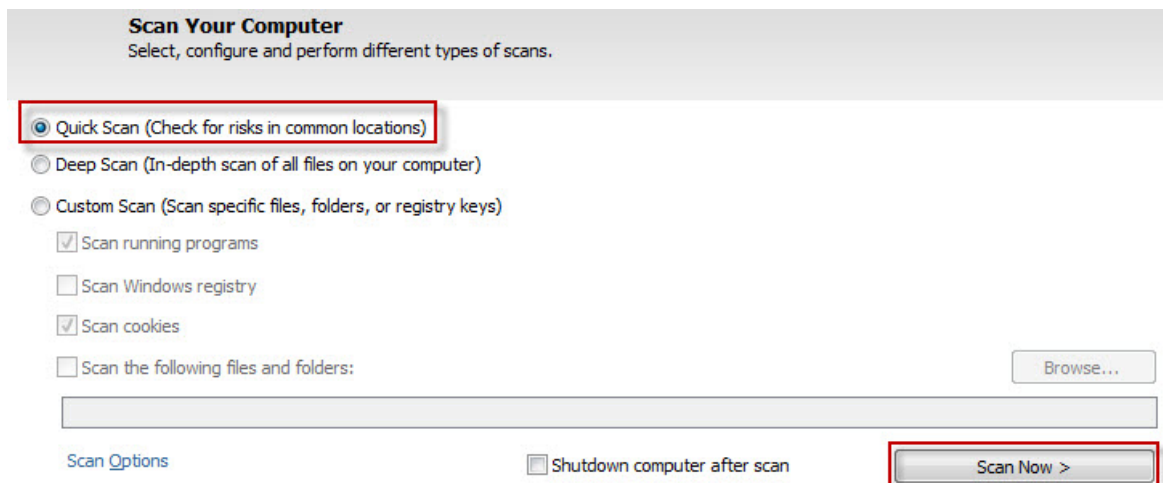 Scan Your Computer
Select, configure and perform different types of scans.
Quick Scan (Check for risks in common locations)
Deep Scan (In-depth scan of all files on your computer)
Custom Scan (Scan specific files, folders, or registry keys)
Scan running programs
Scan Windows registry
Scan cookies
Scan the following files and folders:
Browse...
Scan Options
Shutdown computer after scan
Scan Now >